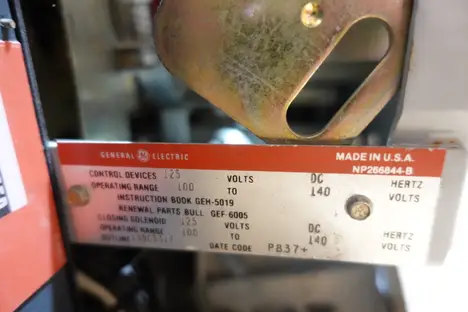 GENERAL GE ELECTRIC MADE IN U.S.A.
NP266844-B
CONTROL DEVICES 125 VOLTS DC HERTZ
OPERATING RANGE 100 TO 140 VOLTS
INSTRUCTION BOOK GEH-5019
RENEWAL PARTS BULL GEF-6005
CLOSING SOLENOID 125 VOLTS DC HERTZ
OPERATING RANGE 100 TO 140 VOLTS
OUTLINE DATE CODE P837+